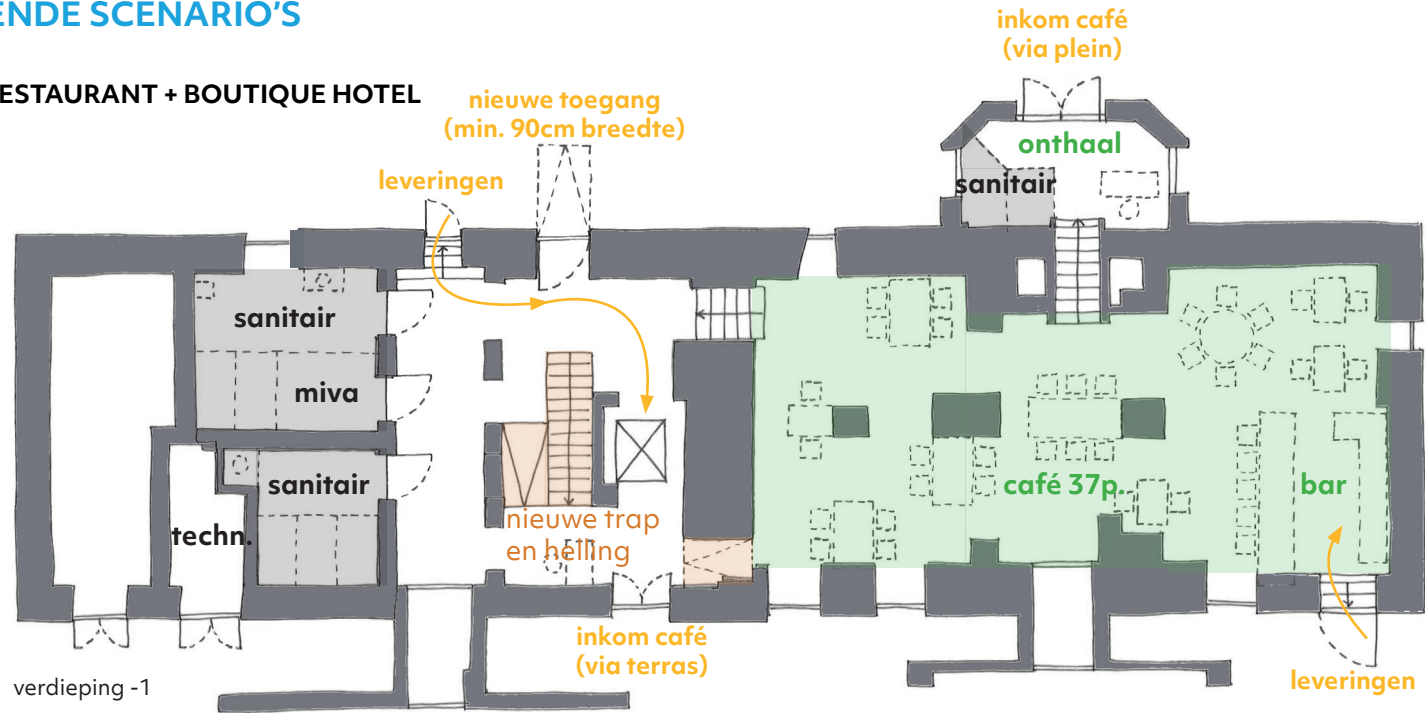 ENDE SCENARIO'S
ESTAURANT + BOUTIQUE HOTEL
inkom café
(via plein)
nieuwe toegang
(min. 90cm breedte)
leveringen
onthaal
sanitair
sanitair
miva
sanitair
techn.
café 37p.
bar
nieuwe trap
en helling
inkom café
(via terras)
leveringen
verdieping -1